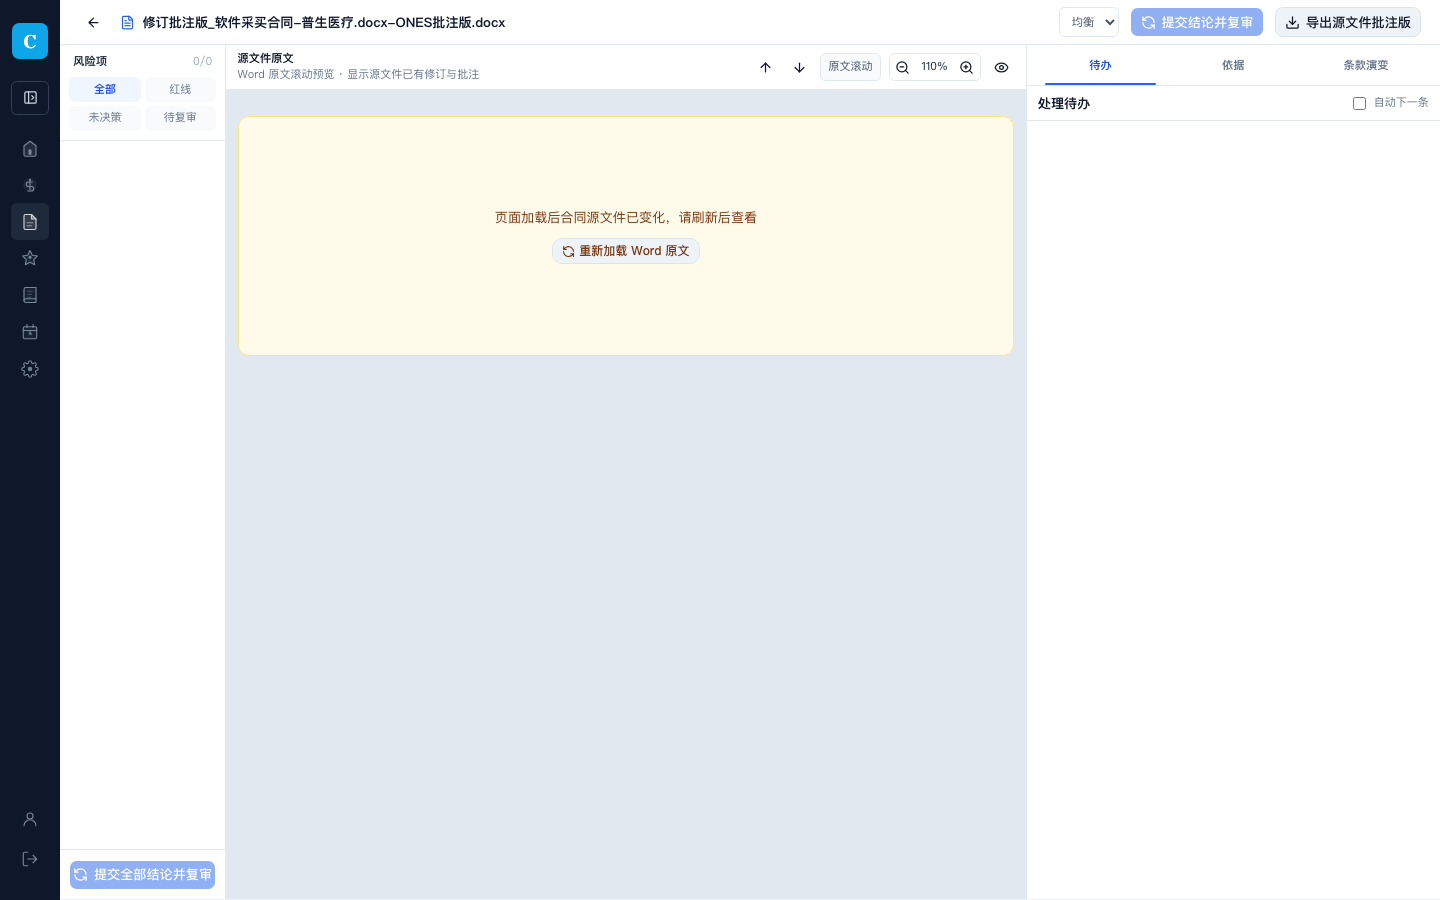 C
修订批注版_软件采买合同-普生医疗.docx-ONES批注版.docx
均衡
提交结论并复审
导出源文件批注版
风险项
0/0
全部
红线
未决策
待复审
源文件原文
Word 原文滚动预览 · 显示源文件已有修订与批注
原文滚动
110%
待办
依据
条款演变
处理待办
自动下一条
页面加载后合同源文件已变化，请刷新后查看
重新加载 Word 原文
提交全部结论并复审